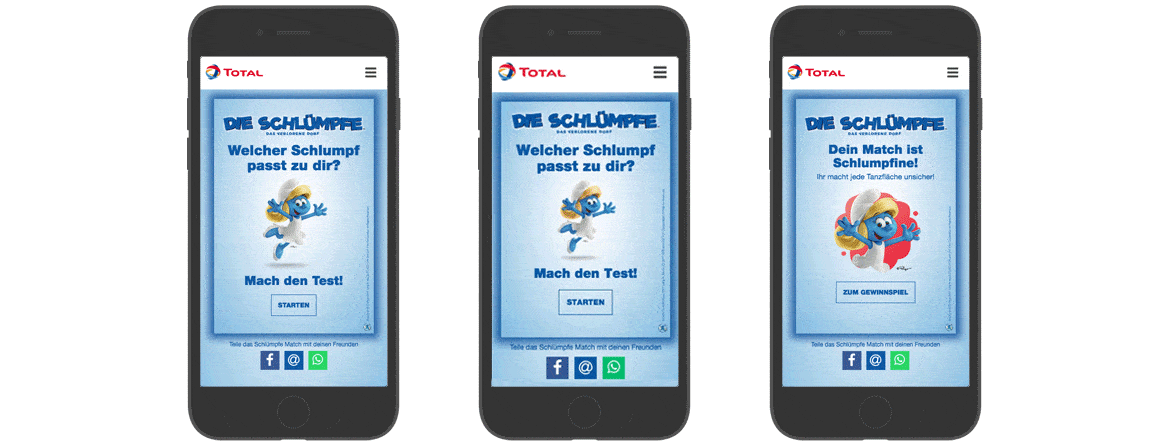 TOTAL
DIE SCHLÜMPFE
DAS VERLORENE DORF
Welcher Schlumpf
passt zu dir?
Mach den Test!
STARTEN
Teile das Schlümpfe Match mit deinen Freunden
f @
TOTAL
DIE SCHLÜMPFE
DAS VERLORENE DORF
Welcher Schlumpf
passt zu dir?
Mach den Test!
STARTEN
Teile das Schlümpfe Match mit deinen Freunden
f @
TOTAL
DIE SCHLÜMPFE
DAS VERLORENE DORF
Dein Match ist
Schlumpfine!
Ihr macht jede Tanzfläche unsicher!
ZUM GEWINNSPIEL
Teile das Schlümpfe Match mit deinen Freunden
f @